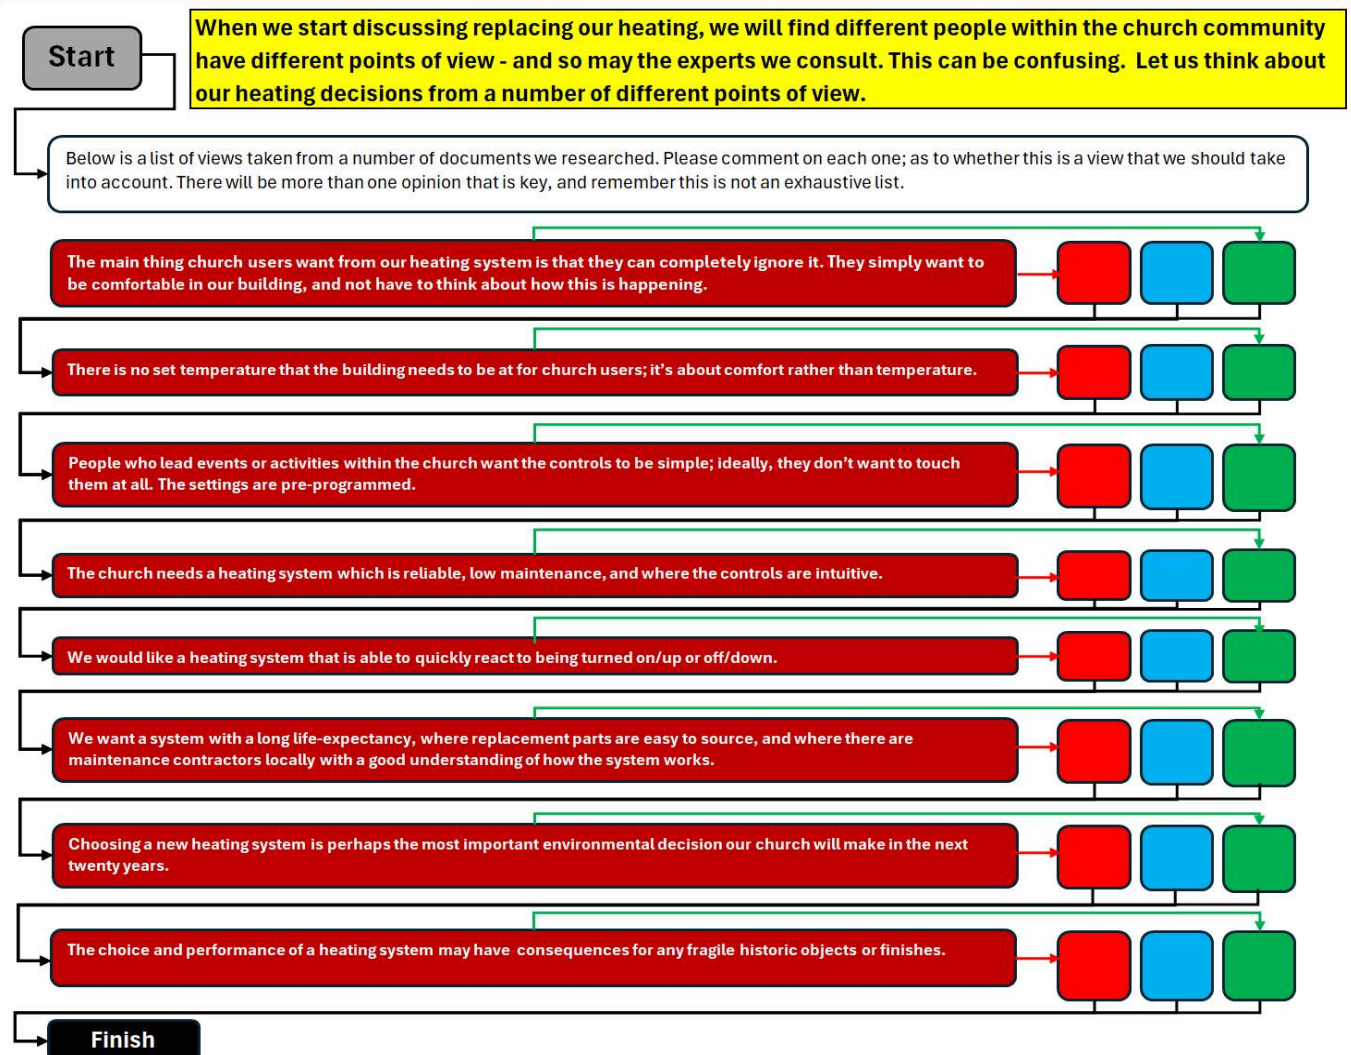 Start
When we start discussing replacing our heating, we will find different people within the church community
have different points of view - and so may the experts we consult. This can be confusing. Let us think about
our heating decisions from a number of different points of view.
Below is a list of views taken from a number of documents we researched. Please comment on each one; as to whether this is a view that we should take
into account. There will be more than one opinion that is key, and remember this is not an exhaustive list.
The main thing church users want from our heating system is that they can completely ignore it. They simply want to
be comfortable in our building, and not have to think about how this is happening.
There is no set temperature that the building needs to be at for church users; it’s about comfort rather than temperature.
People who lead events or activities within the church want the controls to be simple; ideally, they don’t want to touch
them at all. The settings are pre-programmed.
The church needs a heating system which is reliable, low maintenance, and where the controls are intuitive.
We would like a heating system that is able to quickly react to being turned on/up or off/down.
We want a system with a long life-expectancy, where replacement parts are easy to source, and where there are
maintenance contractors locally with a good understanding of how the system works.
Choosing a new heating system is perhaps the most important environmental decision our church will make in the next
twenty years.
The choice and performance of a heating system may have consequences for any fragile historic objects or finishes.
Finish